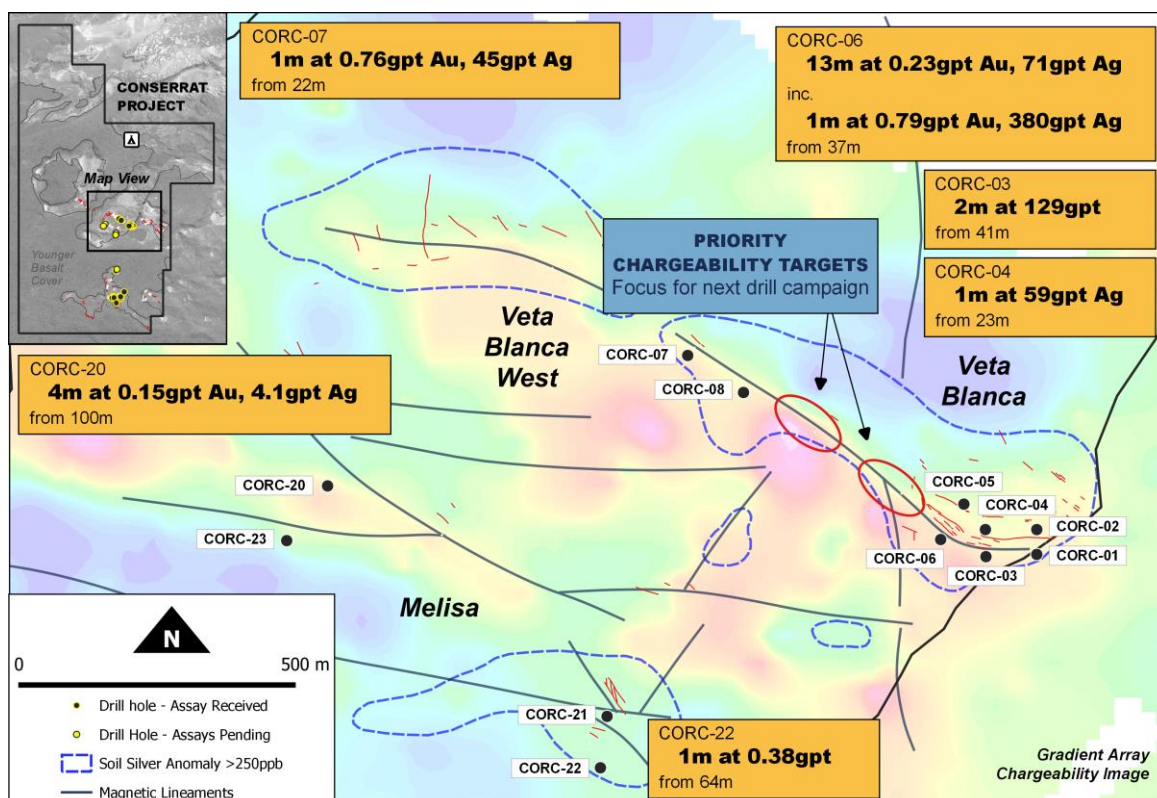 CORC-07
1m at 0.76gpt Au, 45gpt Ag
from 22m
CORC-06
13m at 0.23gpt Au, 71gpt Ag
inc.
1m at 0.79gpt Au, 380gpt Ag
from 37m
CONSERRAT
PROJECT
Map View
Younger
Basalt
Cover
CORC-03
2m at 129gpt
from 41m
PRIORITY
CHARGEABILITY TARGETS
Focus for next drill campaign
CORC-04
1m at 59gpt Ag
from 23m
Veta
Blanca
West
Veta
Blanca
CORC-07
CORC-08
CORC-20
4m at 0.15gpt Au, 4.1gpt Ag
from 100m
CORC-20
CORC-23
CORC-05
CORC-04
CORC-02
CORC-06
CORC-03
CORC-01
Melisa
N
0 500 m
Drill hole - Assay Received
Drill Hole - Assays Pending
Soil Silver Anomaly >250ppb
Magnetic Lineaments
CORC-21
CORC-22
CORC-22
1m at 0.38gpt
from 64m
Gradient Array
Chargeability Image